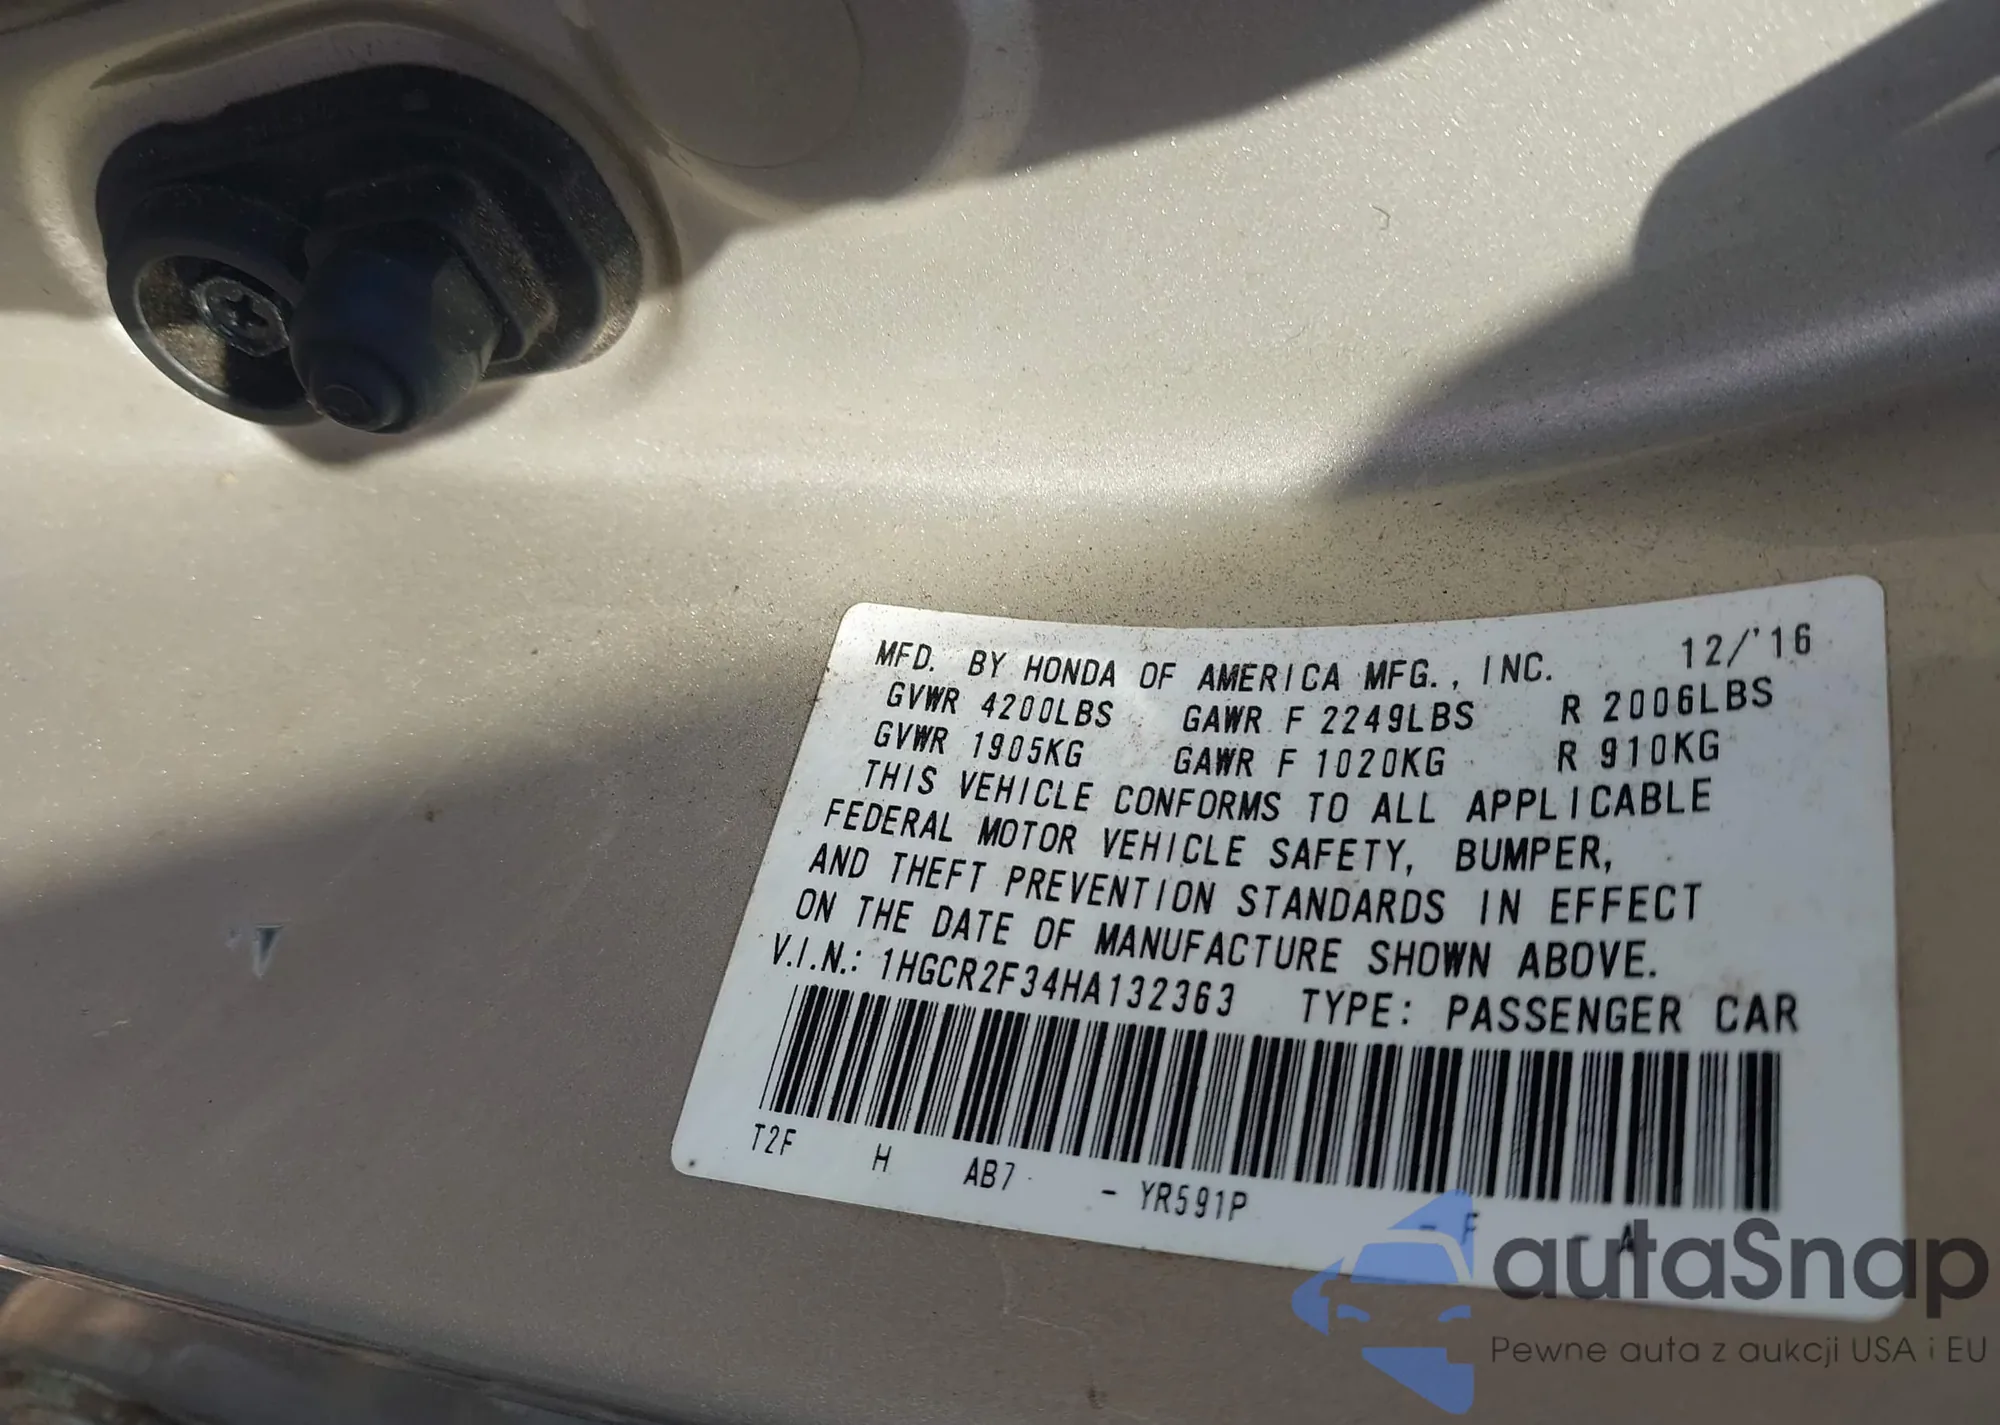 MFD. BY HONDA OF AMERICA MFG., INC. 12/'16
GVWR 4200LBS GAWR F 2249LBS R 2006LBS
GVWR 1905KG GAWR F 1020KG R 910KG
THIS VEHICLE CONFORMS TO ALL APPLICABLE
FEDERAL MOTOR VEHICLE SAFETY, BUMPER,
AND THEFT PREVENTION STANDARDS IN EFFECT
ON THE DATE OF MANUFACTURE SHOWN ABOVE.
V.I.N.: 1HGCR2F34HA132363 TYPE: PASSENGER CAR
T2F H AB7 - YR591P - F - A
autaSnap
Pewne auta z aukcji USA i EU